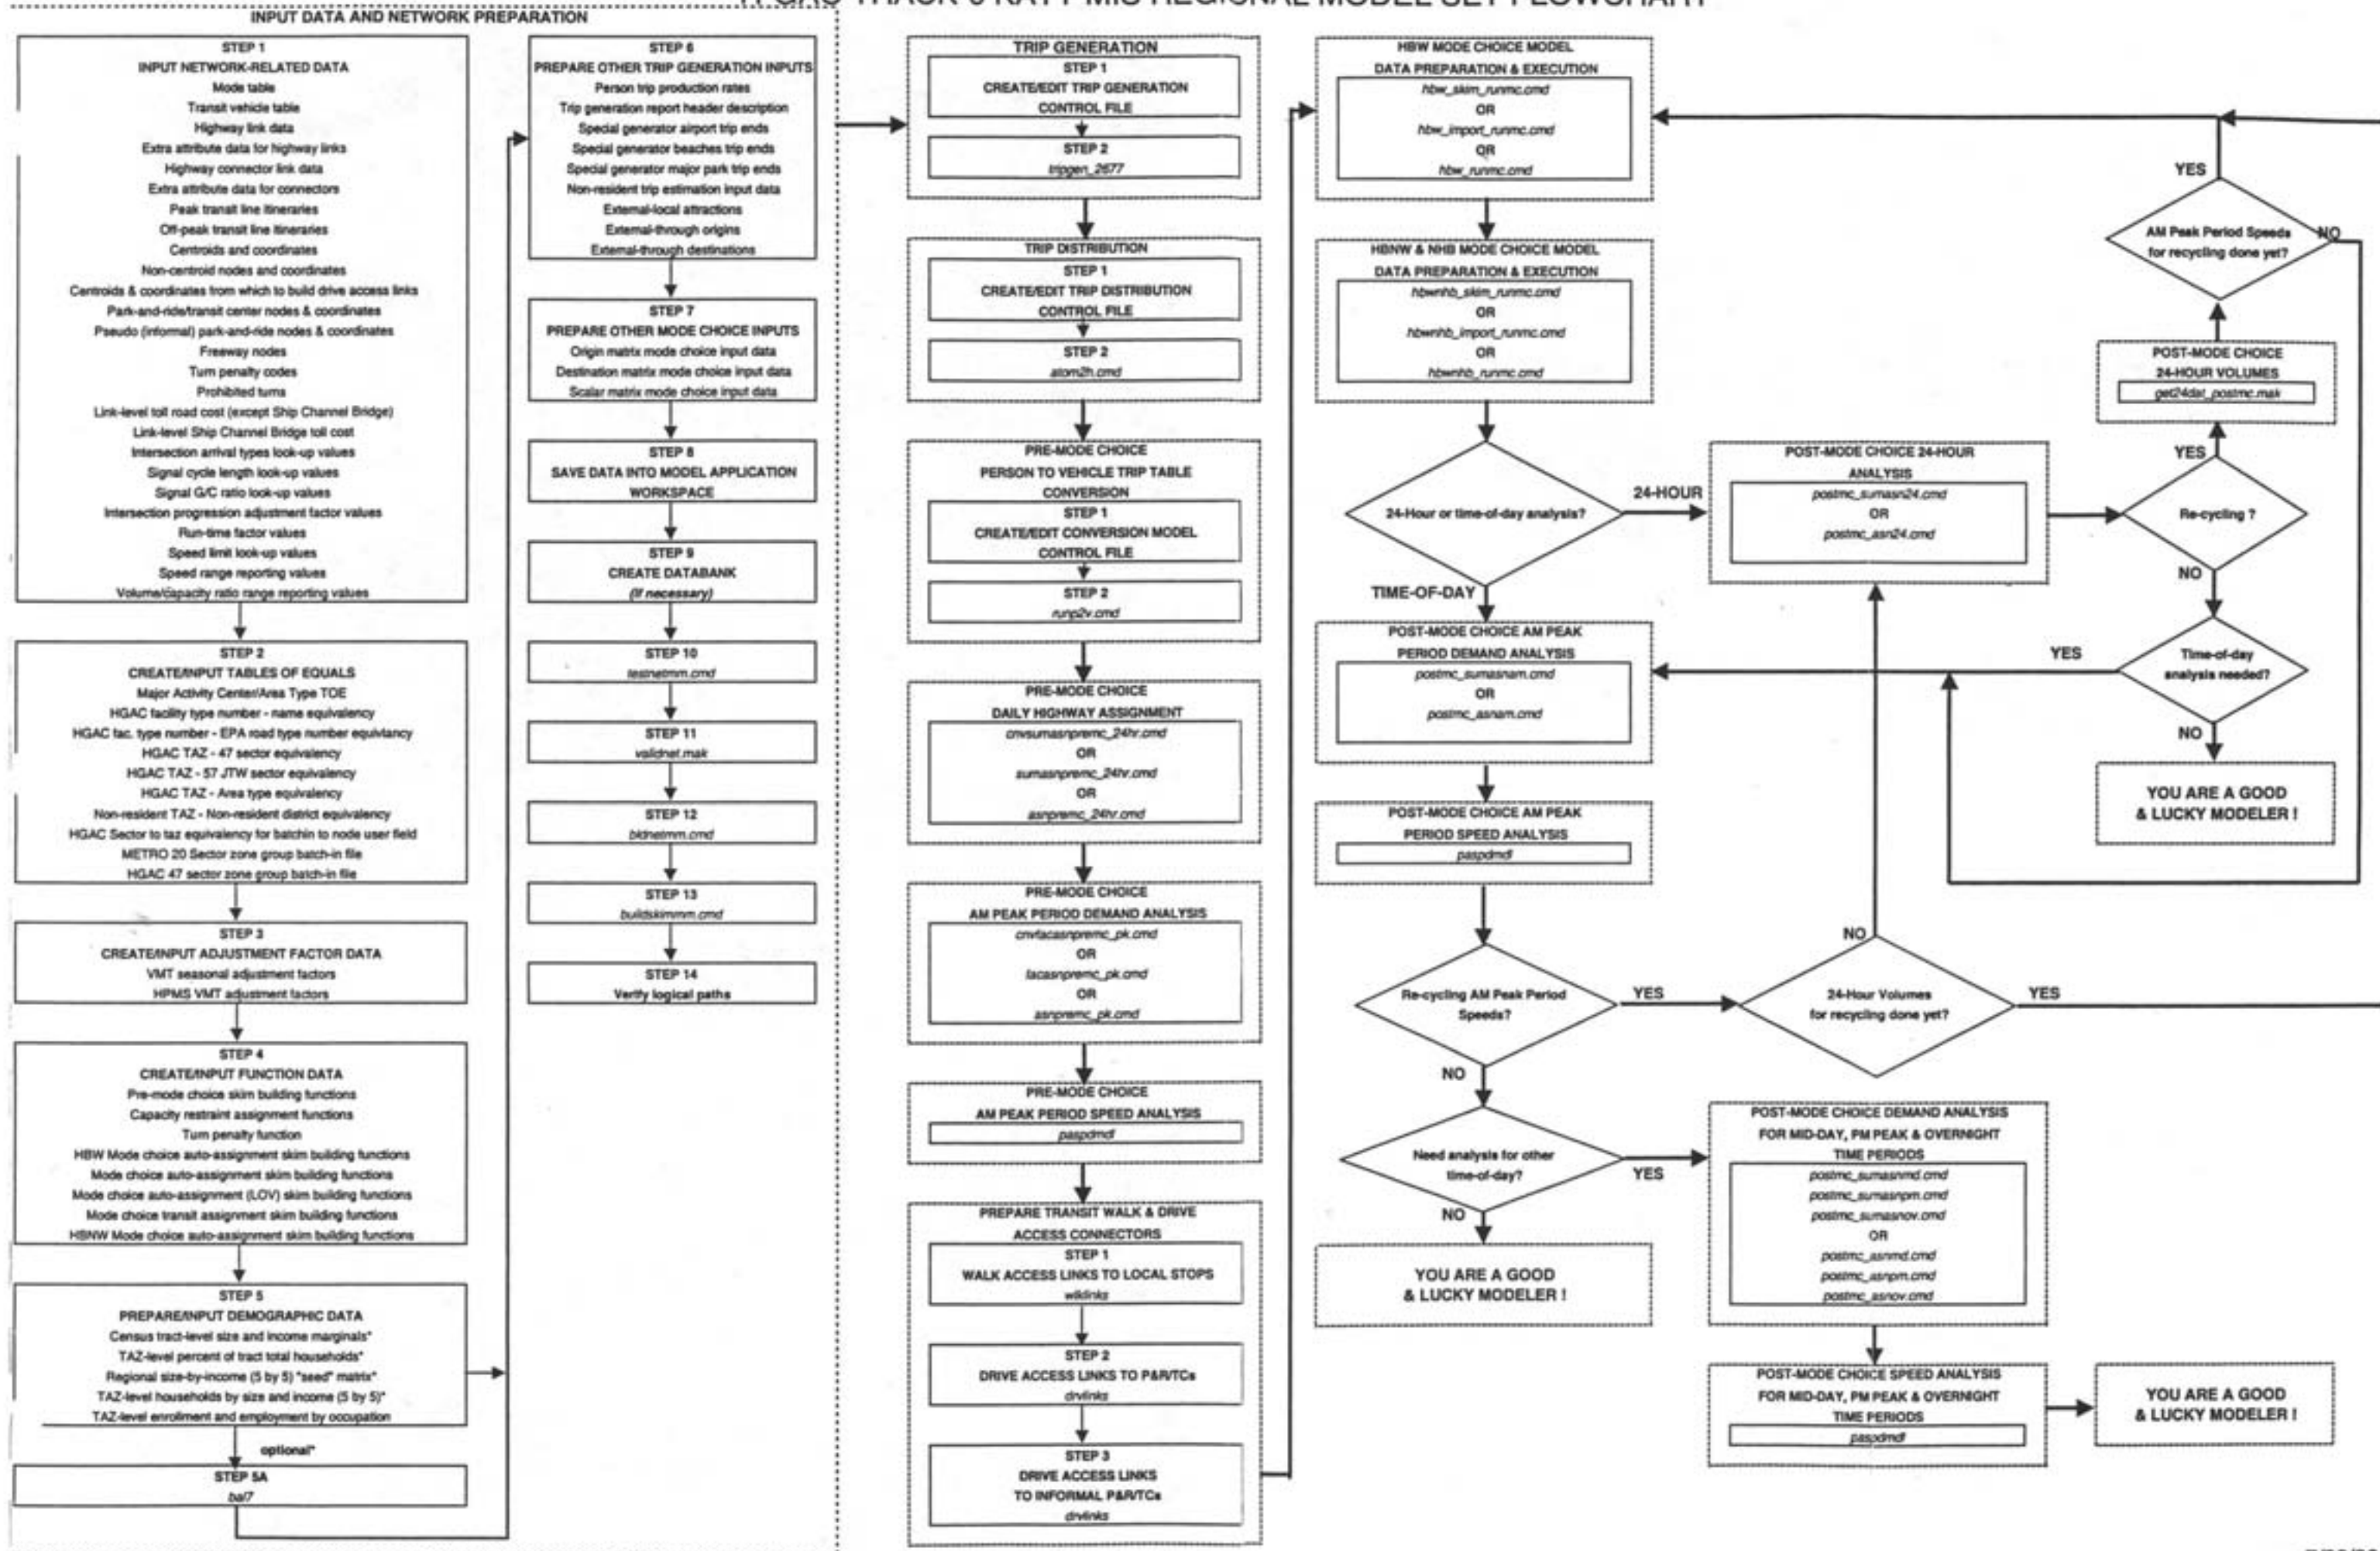 INPUT DATA AND NETWORK PREPARATION
STEP 1
INPUT NETWORK-RELATED DATA
Mode table
Transit vehicle table
Highway link data
Extra attribute data for highway links
Highway connector link data
Extra attribute data for connectors
Peak transit line itineraries
Off-peak transit line itineraries
Centroids and coordinates
Non-centroid nodes and coordinates
Centroids & coordinates from which to build drive access links
Park-and-ride/transit center nodes & coordinates
Pseudo (informal) park-and-ride nodes & coordinates
Freeway nodes
Turn penalty codes
Prohibited turns
Link-level toll road cost (except Ship Channel Bridge)
Link-level Ship Channel Bridge toll cost
Intersection arrival types look-up values
Signal cycle length look-up values
Signal G/C ratio look-up values
Intersection progression adjustment factor values
Run-time factor values
Speed limit look-up values
Speed range reporting values
Volume/capacity ratio range reporting values
STEP 2
CREATE/INPUT TABLES OF EQUALS
Major Activity Center/Area Type TOE
HGAC facility type number - name equivalency
HGAC fac. type number - EPA road type number equivlancy
HGAC TAZ - 47 sector equivalency
HGAC TAZ - 57 JTW sector equivalency
HGAC TAZ - Area type equivalency
Non-resident TAZ - Non-resident district equivalency
HGAC Sector to taz equivalency for batchin to node user field
METRO 20 Sector zone group batch-in file
HGAC 47 sector zone group batch-in file
STEP 3
CREATE/INPUT ADJUSTMENT FACTOR DATA
VMT seasonal adjustment factors
HPMS VMT adjustment factors
STEP 4
CREATE/INPUT FUNCTION DATA
Pre-mode choice skim building functions
Capacity restraint assignment functions
Turn penalty function
HBW Mode choice auto-assignment skim building functions
Mode choice auto-assignment skim building functions
Mode choice auto-assignment (LOV) skim building functions
Mode choice transit assignment skim building functions
HBNW Mode choice auto-assignment skim building functions
STEP 5
PREPARE/INPUT DEMOGRAPHIC DATA
Census tract-level size and income marginals*
TAZ-level percent of tract total households*
Regional size-by-income (5 by 5) "seed" matrix*
TAZ-level households by size and income (5 by 5)*
TAZ-level enrollment and employment by occupation
optional*
STEP 5A
bal7
STEP 6
PREPARE OTHER TRIP GENERATION INPUTS
Person trip production rates
Trip generation report header description
Special generator airport trip ends
Special generator beaches trip ends
Special generator major park trip ends
Non-resident trip estimation input data
External-local attractions
External-through origins
External-through destinations
STEP 7
PREPARE OTHER MODE CHOICE INPUTS
Origin matrix mode choice input data
Destination matrix mode choice input data
Scalar matrix mode choice input data
STEP 8
SAVE DATA INTO MODEL APPLICATION
WORKSPACE
STEP 9
CREATE DATABANK
(If necessary)
STEP 10
testnetmm.cmd
STEP 11
validnet.mak
STEP 12
bldnetmm.cmd
STEP 13
buildskimmm.cmd
STEP 14
Verify logical paths
TRIP GENERATION
STEP 1
CREATE/EDIT TRIP GENERATION
CONTROL FILE
STEP 2
tripgen_2677
TRIP DISTRIBUTION
STEP 1
CREATE/EDIT TRIP DISTRIBUTION
CONTROL FILE
STEP 2
atom2h.cmd
PRE-MODE CHOICE
PERSON TO VEHICLE TRIP TABLE
CONVERSION
STEP 1
CREATE/EDIT CONVERSION MODEL
CONTROL FILE
STEP 2
runp2v.cmd
PRE-MODE CHOICE
DAILY HIGHWAY ASSIGNMENT
cnvsumasnpremc_24hr.cmd
OR
sumasnpremc_24hr.cmd
OR
asnpremc_24hr.cmd
PRE-MODE CHOICE
AM PEAK PERIOD DEMAND ANALYSIS
cnvfacasnpremc_pk.cmd
OR
facasnpremc_pk.cmd
OR
asnpremc_pk.cmd
PRE-MODE CHOICE
AM PEAK PERIOD SPEED ANALYSIS
paspdmdl
PREPARE TRANSIT WALK & DRIVE
ACCESS CONNECTORS
STEP 1
WALK ACCESS LINKS TO LOCAL STOPS
wlklinks
STEP 2
DRIVE ACCESS LINKS TO P&R/TCs
drvlinks
STEP 3
DRIVE ACCESS LINKS
TO INFORMAL P&R/TCs
drvlinks
HBW MODE CHOICE MODEL
DATA PREPARATION & EXECUTION
hbw_skim_runmc.cmd
OR
hbw_import_runmc.cmd
OR
hbw_runmc.cmd
HBNW & NHB MODE CHOICE MODEL
DATA PREPARATION & EXECUTION
hbwnhb_skim_runmc.cmd
OR
hbwnhb_import_runmc.cmd
OR
hbwnhb_runmc.cmd
24-Hour or time-of-day analysis?
24-HOUR
TIME-OF-DAY
POST-MODE CHOICE AM PEAK
PERIOD DEMAND ANALYSIS
postmc_sumasnam.cmd
OR
postmc_asnam.cmd
POST-MODE CHOICE AM PEAK
PERIOD SPEED ANALYSIS
paspdmdl
Re-cycling AM Peak Period
Speeds?
YES
NO
Need analysis for other
time-of-day?
YES
NO
YOU ARE A GOOD
& LUCKY MODELER !
POST-MODE CHOICE 24-HOUR
ANALYSIS
postmc_sumasn24.cmd
OR
postmc_asn24.cmd
NO
24-Hour Volumes
for recycling done yet?
YES
POST-MODE CHOICE DEMAND ANALYSIS
FOR MID-DAY, PM PEAK & OVERNIGHT
TIME PERIODS
postmc_sumasnmd.cmd
postmc_sumasnpm.cmd
postmc_sumasnov.cmd
OR
postmc_asnmd.cmd
postmc_asnpm.cmd
postmc_asnov.cmd
POST-MODE CHOICE SPEED ANALYSIS
FOR MID-DAY, PM PEAK & OVERNIGHT
TIME PERIODS
paspdmdl
YOU ARE A GOOD
& LUCKY MODELER !
YES
AM Peak Period Speeds
for recycling done yet?
NO
POST-MODE CHOICE
24-HOUR VOLUMES
get24dat_postmc.mak
YES
Re-cycling ?
NO
YES
Time-of-day
analysis needed?
NO
YOU ARE A GOOD
& LUCKY MODELER !